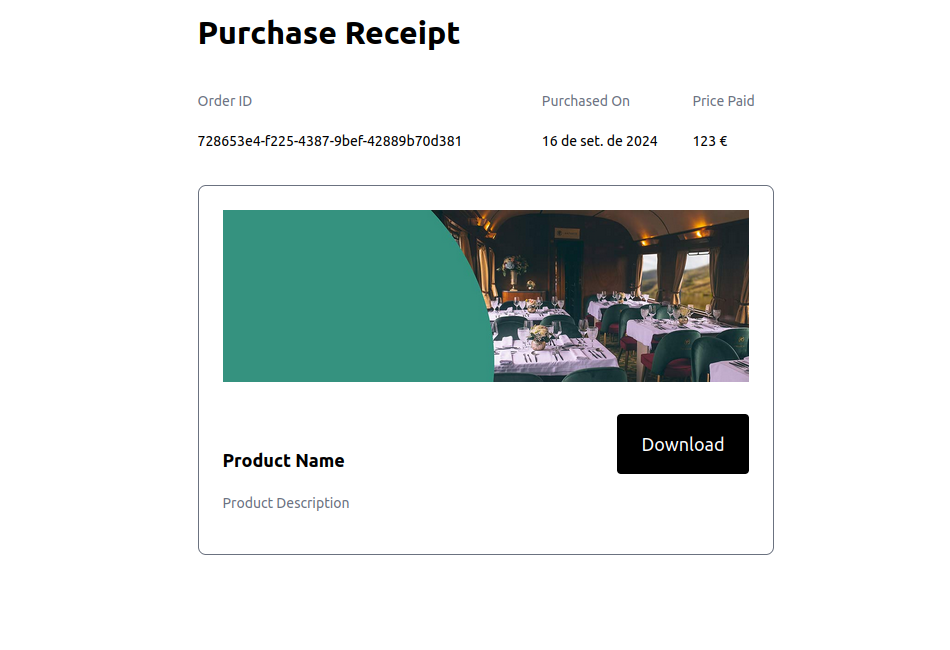 Purchase Receipt
Order ID Purchased On Price Paid
728653e4-f225-4387-9bef-42889b70d381 16 de set. de 2024 123 €
Download
Product Name
Product Description